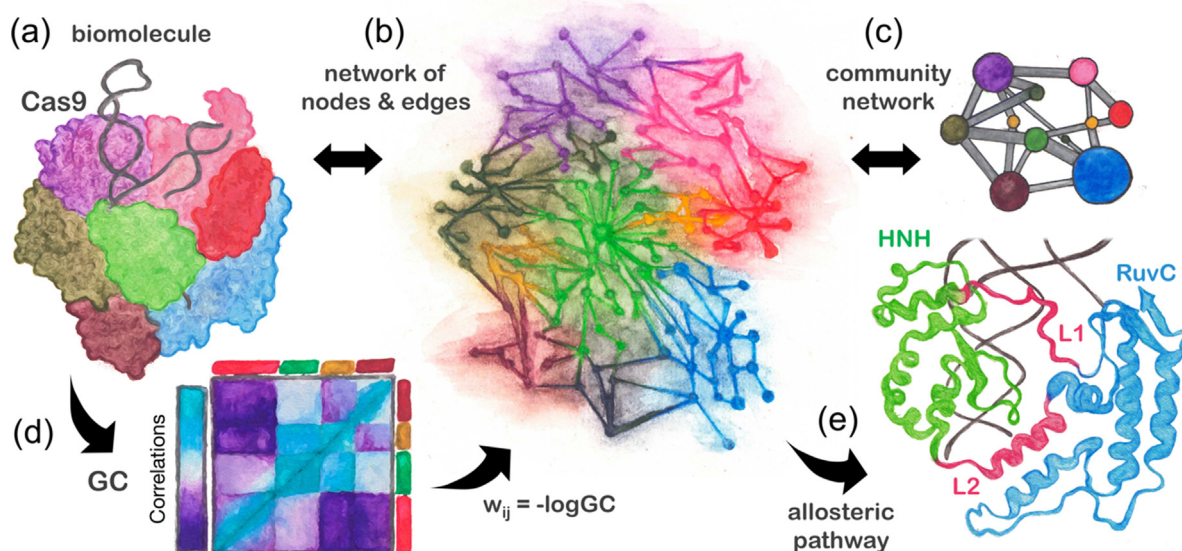 (a)
biomolecule
Cas9
(b)
network of
nodes & edges
(c)
community
network
(d)
GC
Correlations
w_ij = -logGC
(e)
HNH
RuvC
L1
L2
allosteric
pathway